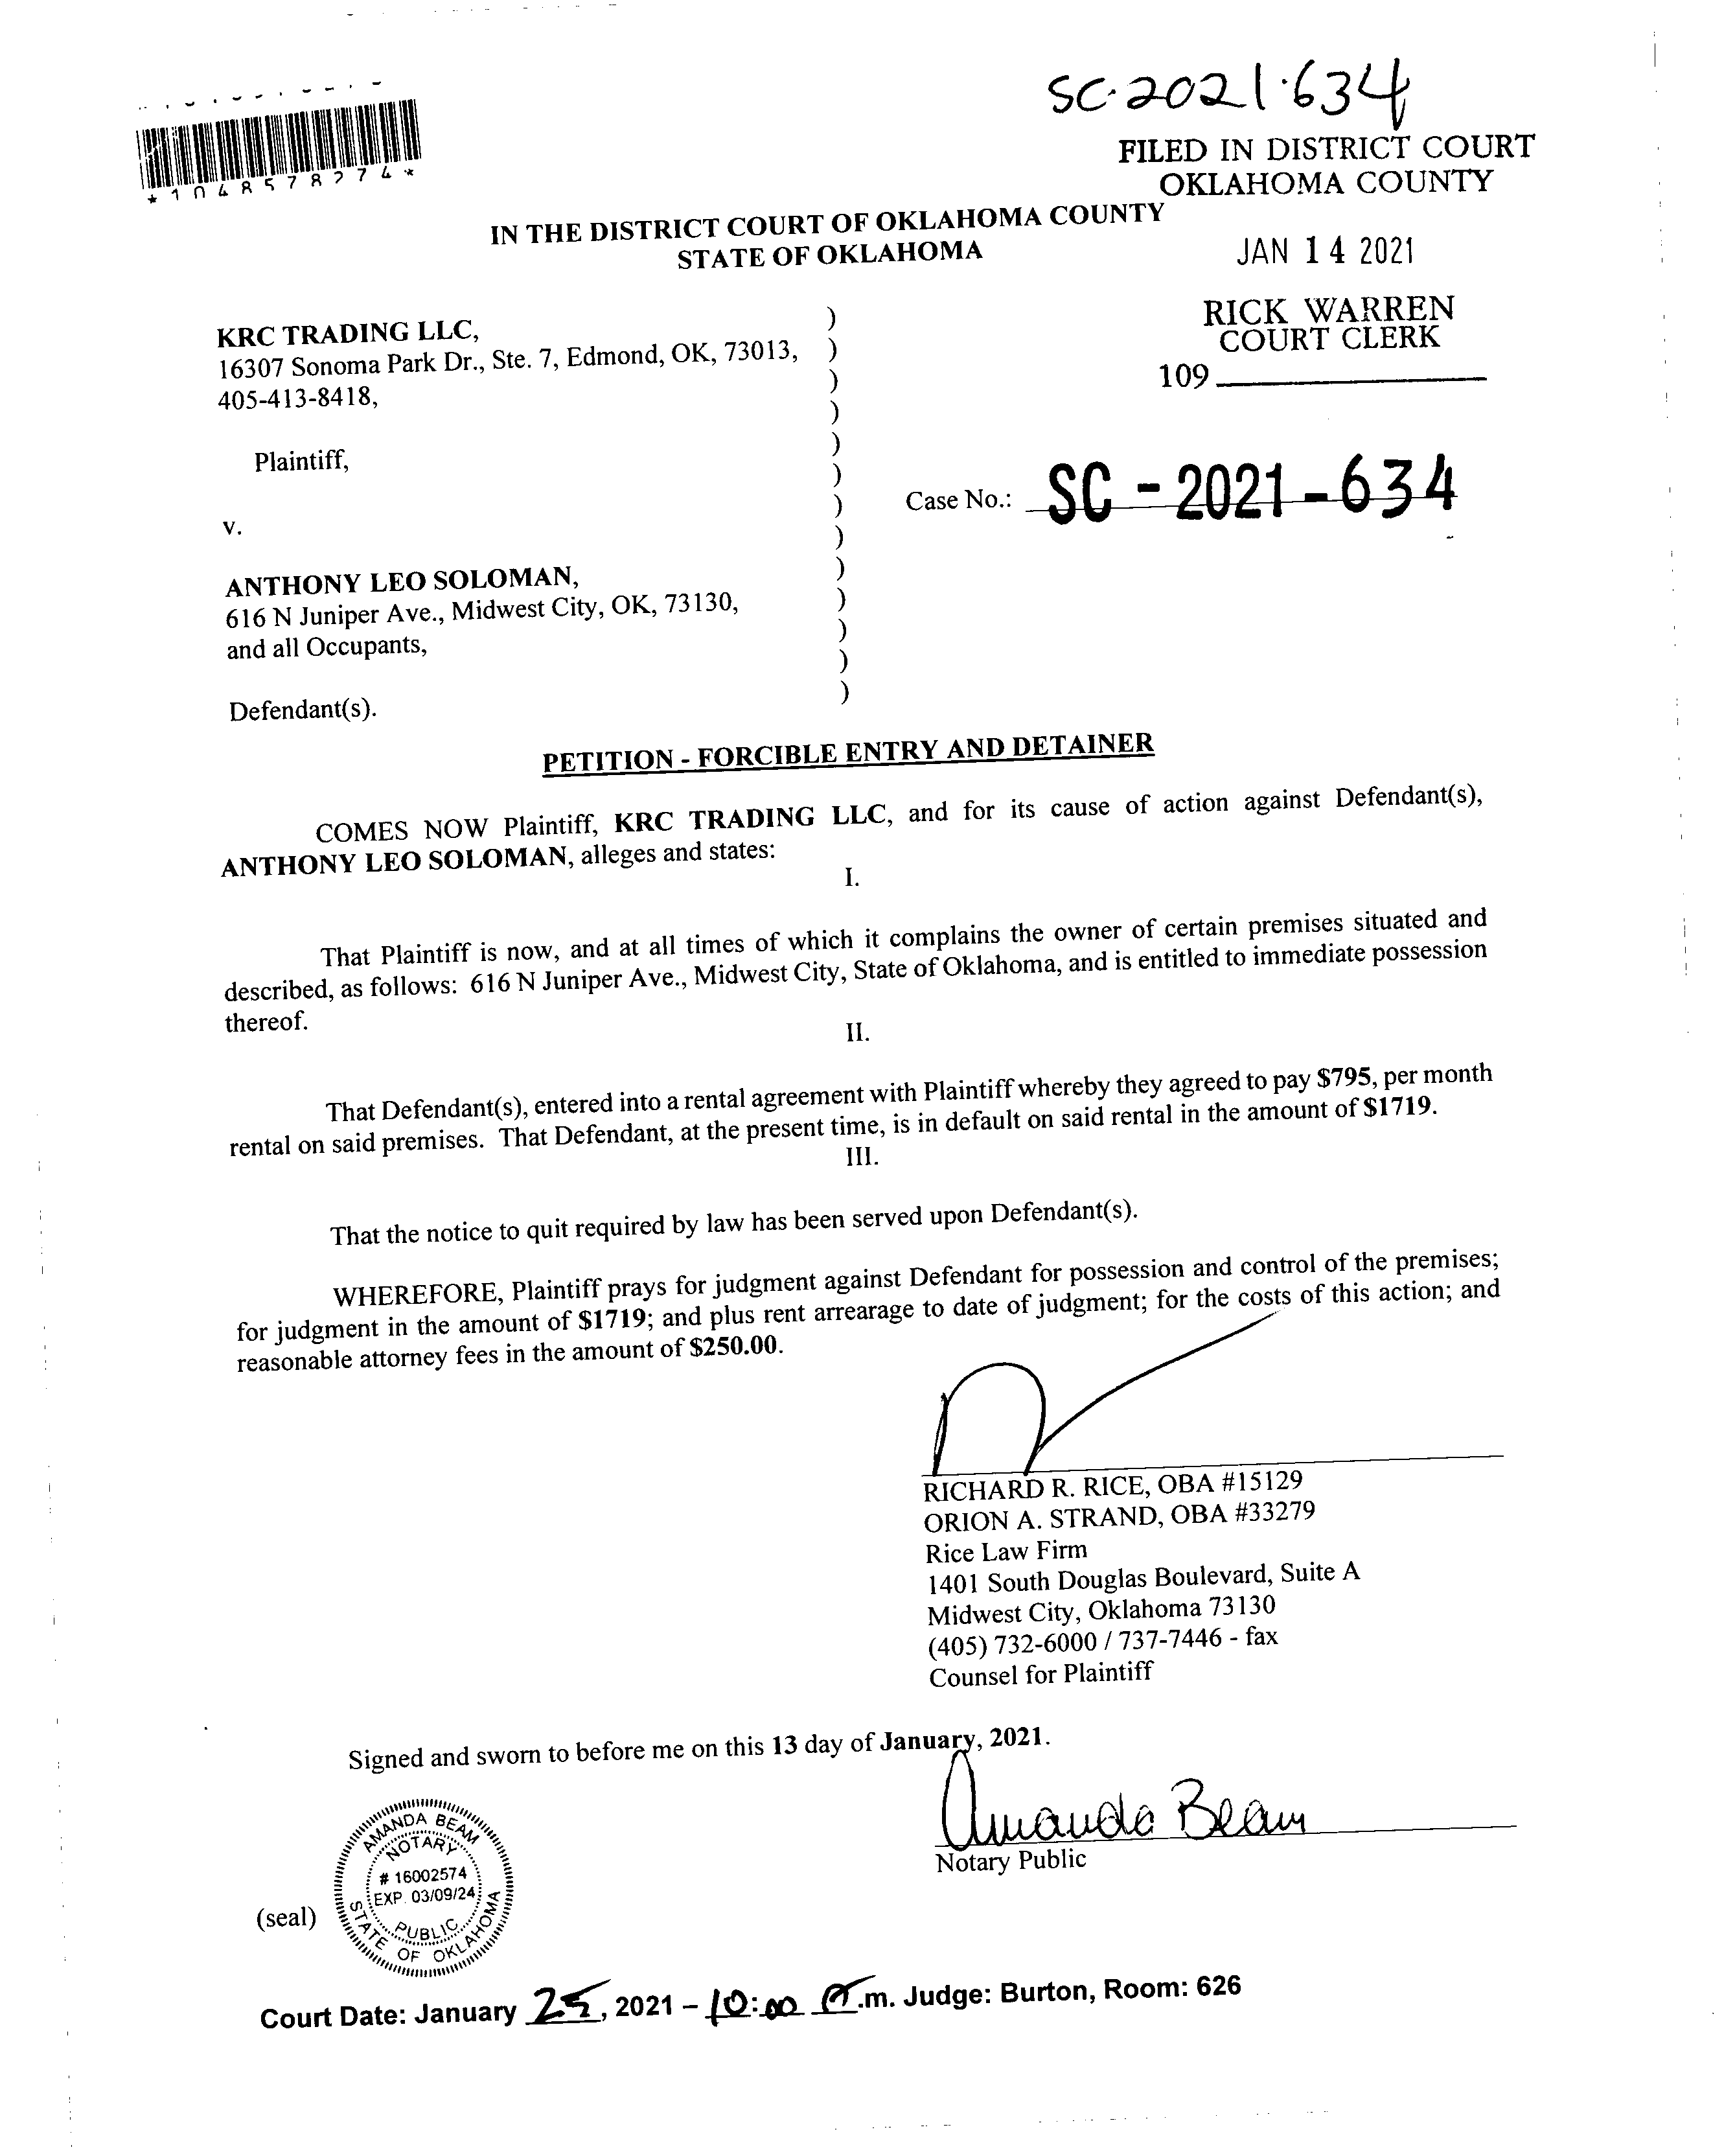 SC-2021-634
*1048578274*
FILED IN DISTRICT COURT
OKLAHOMA COUNTY
IN THE DISTRICT COURT OF OKLAHOMA COUNTY
STATE OF OKLAHOMA
JAN 14 2021
RICK WARREN
COURT CLERK
109
KRC TRADING LLC,
16307 Sonoma Park Dr., Ste. 7, Edmond, OK, 73013,
405-413-8418,
Plaintiff,
Case No.: SC - 2021 - 634
v.
ANTHONY LEO SOLOMAN,
616 N Juniper Ave., Midwest City, OK, 73130,
and all Occupants,
Defendant(s).
)
)
)
)
)
)
)
)
)
)
)
)
)
PETITION - FORCIBLE ENTRY AND DETAINER
COMES NOW Plaintiff, KRC TRADING LLC, and for its cause of action against Defendant(s),
ANTHONY LEO SOLOMAN, alleges and states:
I.
That Plaintiff is now, and at all times of which it complains the owner of certain premises situated and
described, as follows: 616 N Juniper Ave., Midwest City, State of Oklahoma, and is entitled to immediate possession
thereof.
II.
That Defendant(s), entered into a rental agreement with Plaintiff whereby they agreed to pay $795, per month
rental on said premises. That Defendant, at the present time, is in default on said rental in the amount of $1719.
III.
That the notice to quit required by law has been served upon Defendant(s).
WHEREFORE, Plaintiff prays for judgment against Defendant for possession and control of the premises;
for judgment in the amount of $1719; and plus rent arrearage to date of judgment; for the costs of this action; and
reasonable attorney fees in the amount of $250.00.
RICHARD R. RICE, OBA #15129
ORION A. STRAND, OBA #33279
Rice Law Firm
1401 South Douglas Boulevard, Suite A
Midwest City, Oklahoma 73130
(405) 732-6000 / 737-7446 - fax
Counsel for Plaintiff
Signed and sworn to before me on this 13 day of January, 2021.
Amanda Beam
Notary Public
(seal)
AMANDA BEAM
NOTARY
# 16002574
EXP. 03/09/24
PUBLIC
STATE OF OKLAHOMA
Court Date: January 25, 2021 – 10:00 a.m. Judge: Burton, Room: 626